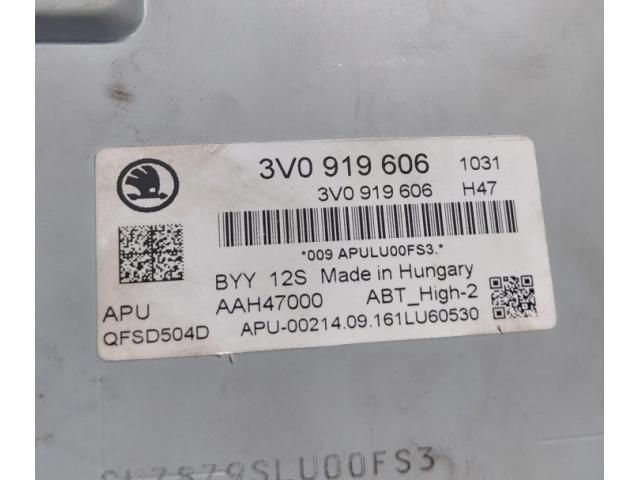 3V0 919 606 1031
3V0 919 606 H47
*009 APULU00FS3.*
BYY 12S Made in Hungary
APU AAH47000 ABT_High-2
QFSD504D APU-00214.09.161LU60530
SK7879SLU00FS3